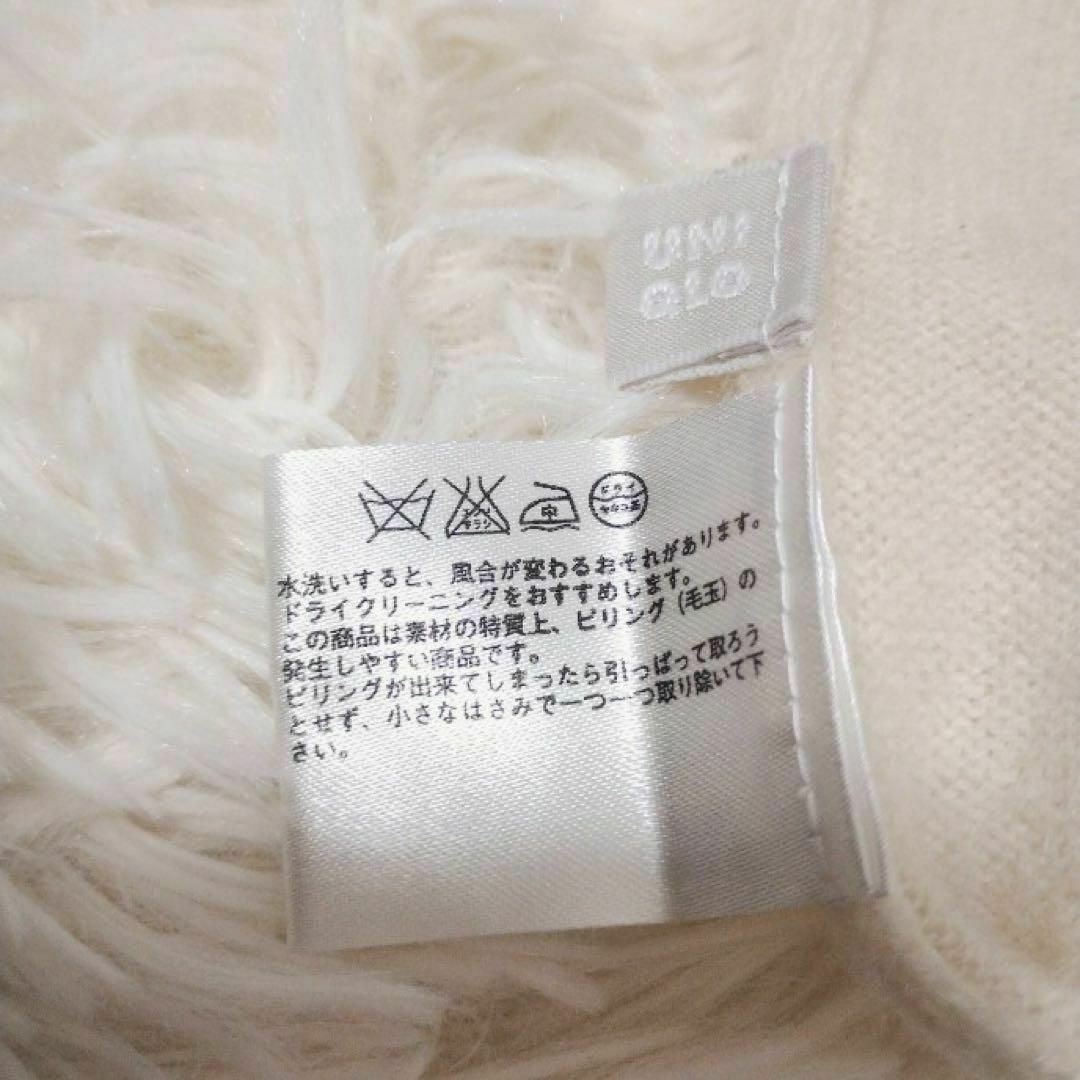 UNI
QLO
エンソ
サラシ
中
ドライ
セキユ系
水洗いすると、風合が変わるおそれがあります。
ドライクリーニングをおすすめします。
この商品は素材の特質上、ピリング（毛玉）の
発生しやすい商品です。
ピリングが出来てしまったら引っぱって取ろう
とせず、小さなはさみで一つ一つ取り除いて下
さい。